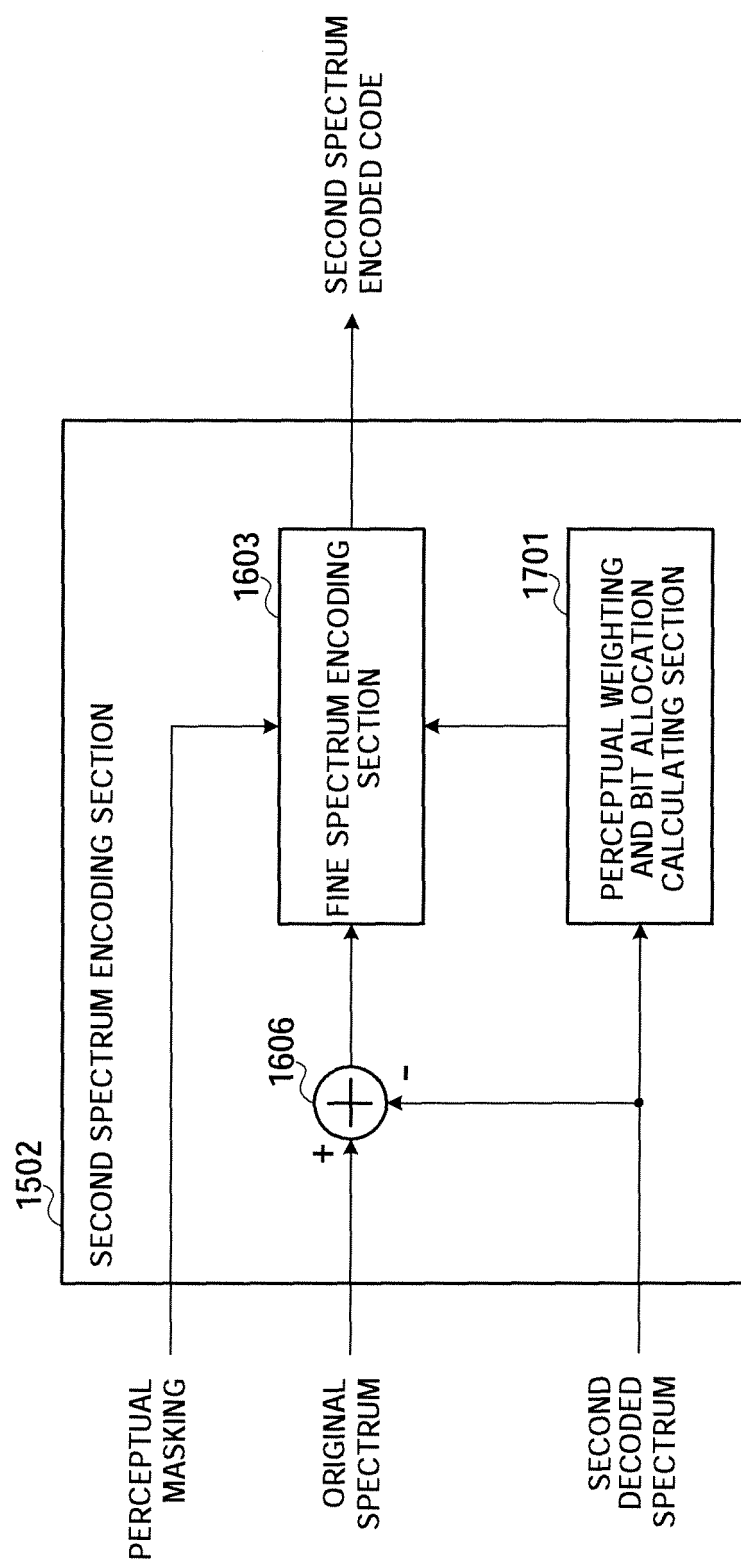 1502
SECOND SPECTRUM ENCODING SECTION
PERCEPTUAL
MASKING
ORIGINAL
SPECTRUM
SECOND
DECODED
SPECTRUM
1606
+
-
1603
FINE SPECTRUM ENCODING
SECTION
1701
PERCEPTUAL WEIGHTING
AND BIT ALLOCATION
CALCULATING SECTION
SECOND SPECTRUM
ENCODED CODE